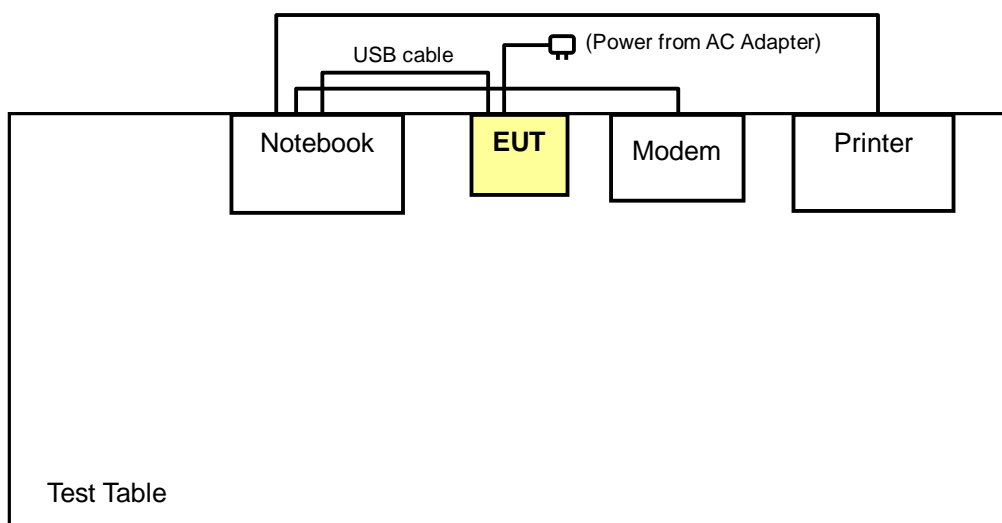 (Power from AC Adapter)
USB cable
Notebook
EUT
Modem
Printer
Test Table